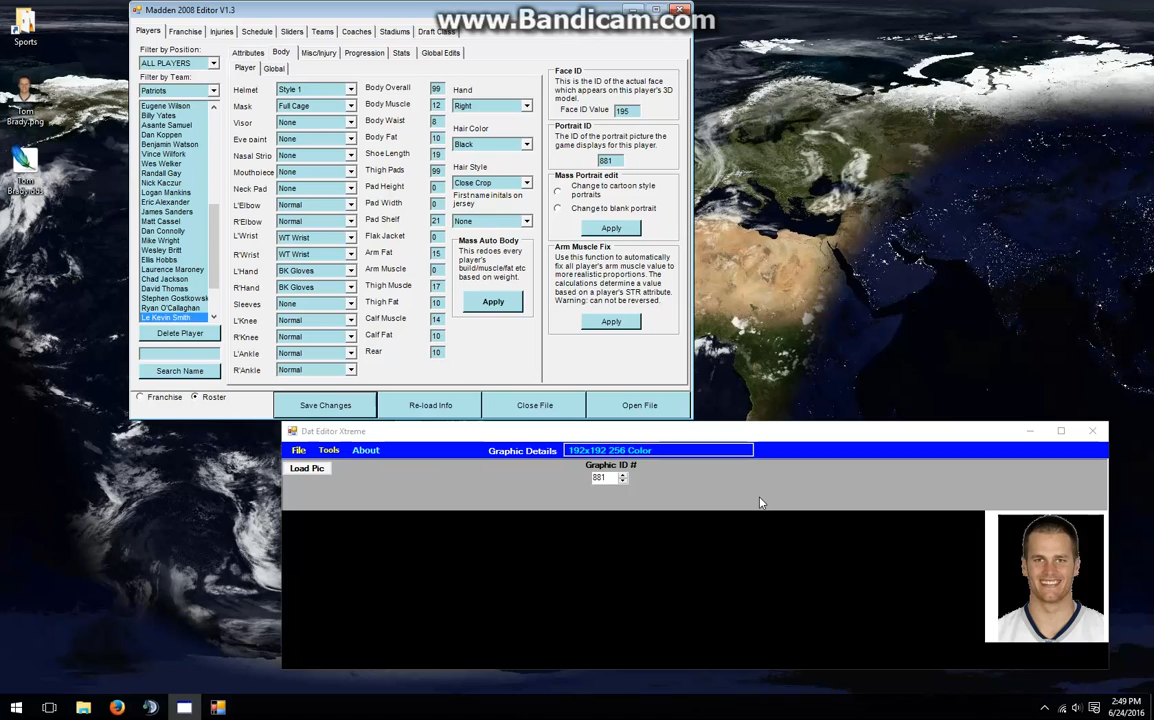 Sports
Tom
Brady.png
Tom
Brady.dds
Madden 2008 Editor V1.3
www.Bandicam.com
Players Franchise Injuries Schedule Sliders Teams Coaches Stadiums Draft Class
Filter by Position:
ALL PLAYERS
Filter by Team:
Patriots
Eugene Wilson
Billy Yates
Asante Samuel
Dan Koppen
Benjamin Watson
Vince Wilfork
Wes Welker
Randall Gay
Nick Kaczur
Logan Mankins
Eric Alexander
James Sanders
Matt Cassel
Dan Connolly
Mike Wright
Wesley Britt
Ellis Hobbs
Laurence Maroney
Chad Jackson
David Thomas
Stephen Gostkowsk
Ryan O'Callaghan
Le Kevin Smith
Delete Player
Search Name
Franchise Roster
Attributes Body Misc/Injury Progression Stats Global Edits
Player Global
Helmet Style 1
Mask Full Cage
Visor None
Eve paint None
Nasal Strip None
Mouthpiece None
Neck Pad None
L'Elbow Normal
R'Elbow Normal
L'Wrist WT Wrist
R'Wrist WT Wrist
L'Hand BK Gloves
R'Hand BK Gloves
Sleeves None
L'Knee Normal
R'Knee Normal
L'Ankle Normal
R'Ankle Normal
Body Overall 99
Body Muscle 12
Body Waist 8
Body Fat 10
Shoe Length 19
Thigh Pads 99
Pad Height 0
Pad Width 0
Pad Shelf 21
Flak Jacket 0
Arm Fat 15
Arm Muscle 0
Thigh Muscle 17
Thigh Fat 10
Calf Muscle 14
Calf Fat 10
Rear 10
Hand
Right
Hair Color
Black
Hair Style
Close Crop
First name initals on
jersey
None
Mass Auto Body
This redoes every
player's
build/muscle/fat etc
based on weight.
Apply
Face ID
This is the ID of the actual face
which appears on this player's 3D
model.
Face ID Value 195
Portrait ID
The ID of the portrait picture the
game displays for this player.
881
Mass Portrait edit
Change to cartoon style
portraits
Change to blank portrait
Apply
Arm Muscle Fix
Use this function to automatically
fix all player's arm muscle value to
more realistic proportions. The
calculations determine a value
based on a player's STR attribute.
Warning: can not be reversed.
Apply
Save Changes Re-load Info Close File Open File
Dat Editor Xtreme
File Tools About Graphic Details 192x192 256 Color
Load Pic
Graphic ID #
881
2:49 PM
6/24/2016